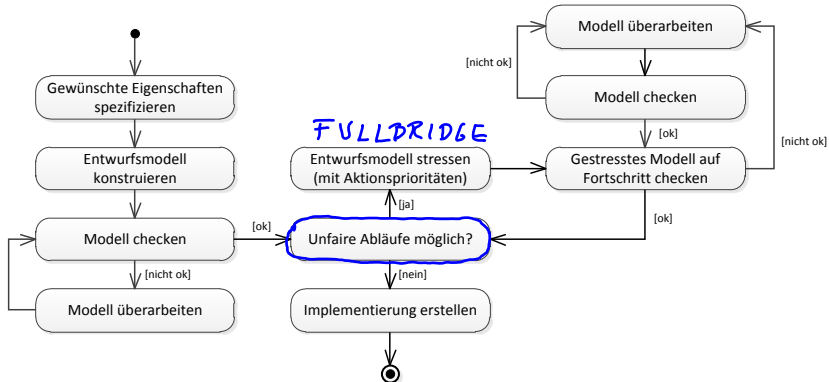 Modell überarbeiten
[nicht ok]
Gewünschte Eigenschaften
spezifizieren
Modell checken
FULLBRIDGE
[ok]
[nicht ok]
Entwurfsmodell
konstruieren
Entwurfsmodell stressen
(mit Aktionsprioritäten)
Gestresstes Modell auf
Fortschritt checken
[ja]
[ok]
Modell checken
[ok]
Unfaire Abläufe möglich?
[nicht ok]
[nein]
Modell überarbeiten
Implementierung erstellen